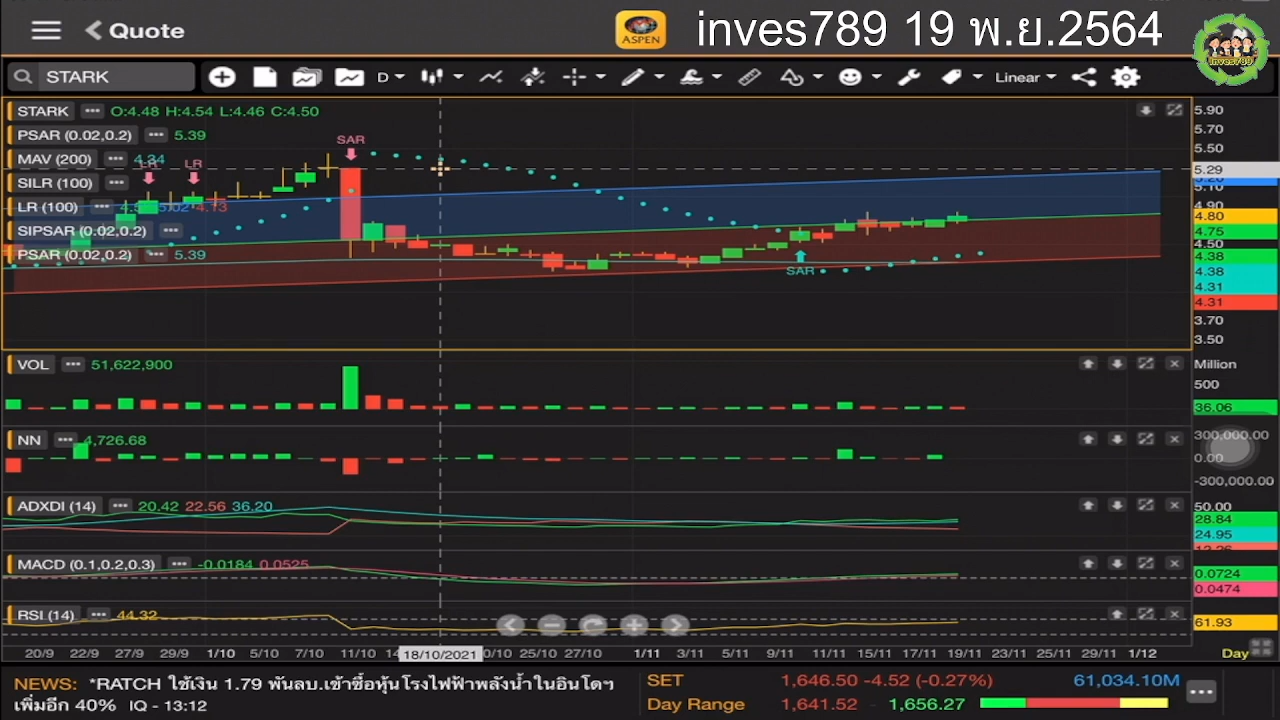 Quote
ASPEN
inves789 19 พ.ย.2564
inves789
STARK
D
Linear
STARK ••• O:4.48 H:4.54 L:4.46 C:4.50
PSAR (0.02,0.2) ••• 5.39
MAV (200) ••• 4.34
SILR (100) •••
LR (100) •••
SIPSAR (0.02,0.2) •••
PSAR (0.02,0.2) ••• 5.39
SAR
LR
LR
SAR
5.90
5.70
5.50
5.29
5.10
4.90
4.80
4.75
4.50
4.38
4.38
4.31
4.31
3.70
3.50
VOL ••• 51,622,900
Million
500
36.06
NN ••• 4,726.68
300,000.00
0.00
-300,000.00
ADXDI (14) ••• 20.42 22.56 36.20
50.00
28.84
24.95
MACD (0.1,0.2,0.3) ••• -0.0184 0.0525
0.0724
0.0474
RSI (14) ••• 44.32
61.93
20/9 22/9 27/9 29/9 1/10 5/10 7/10 11/10 18/10/2021 25/10 27/10 1/11 3/11 5/11 9/11 11/11 15/11 17/11 19/11 23/11 25/11 29/11 1/12 Day
NEWS: *RATCH ใช้เงิน 1.79 พันลบ.เข้าซื้อหุ้นโรงไฟฟ้าพลังน้ำในอินโดฯ
เพิ่มอีก 40% IQ - 13:12
SET 1,646.50 -4.52 (-0.27%) 61,034.10M
Day Range 1,641.52 - 1,656.27